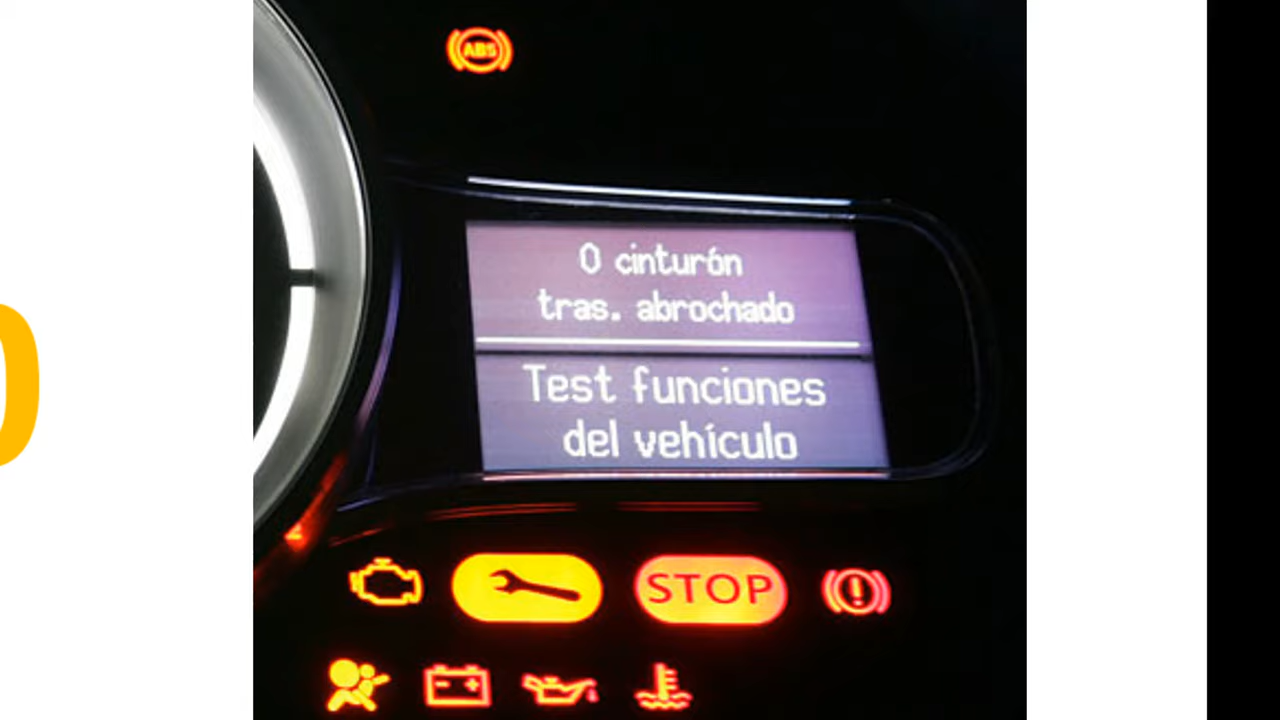 ABS
0 cinturón
tras. abrochado
Test funciones
del vehículo
STOP